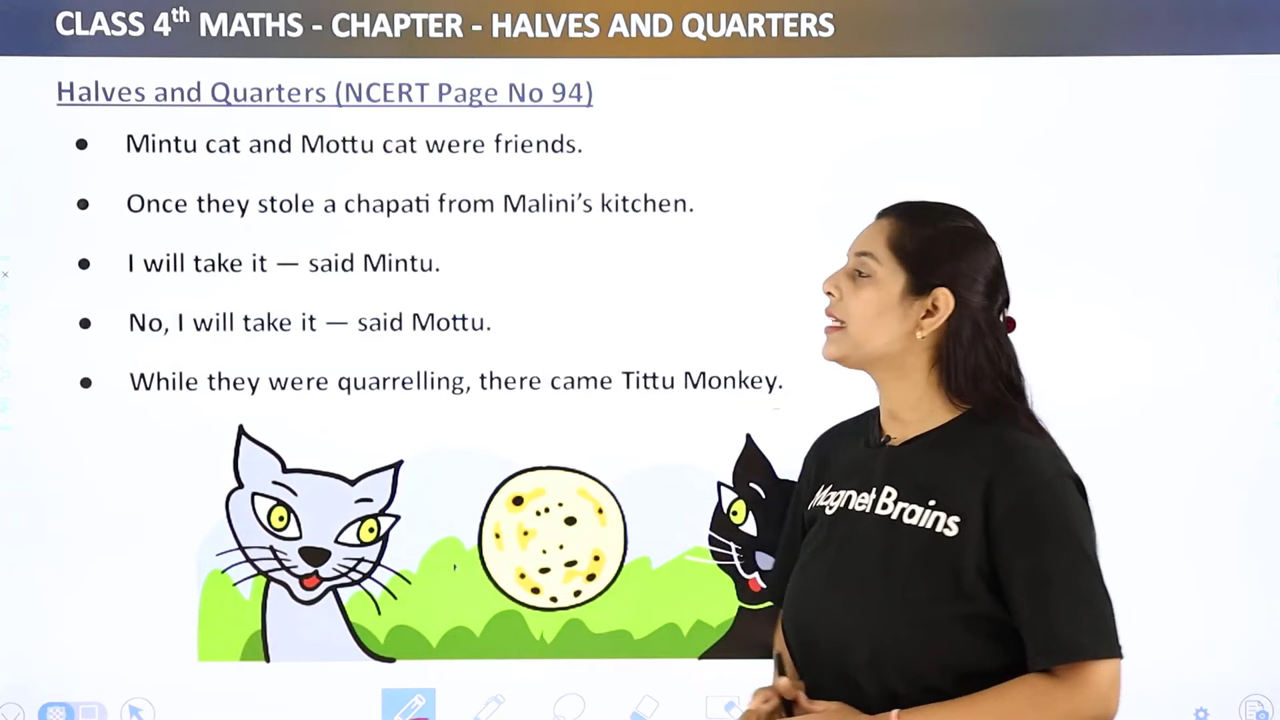 CLASS 4th MATHS - CHAPTER - HALVES AND QUARTERS
Halves and Quarters (NCERT Page No 94)
● Mintu cat and Mottu cat were friends.
● Once they stole a chapati from Malini’s kitchen.
● I will take it — said Mintu.
● No, I will take it — said Mottu.
● While they were quarrelling, there came Tittu Monkey.
Magnet Brains